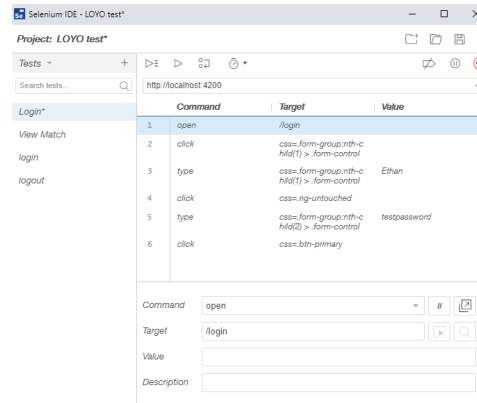 Se Selenium IDE - LOYO test*
Project: LOYO test*
Tests
Search tests...
http://localhost:4200
Login*
View Match
login
logout
Command Target Value
1 open /login
2 click css=.form-group:nth-c
hild(1) > .form-control
3 type css=.form-group:nth-c Ethan
hild(1) > .form-control
4 click css=.ng-untouched
5 type css=.form-group:nth-c testpassword
hild(2) > .form-control
6 click css=.btn-primary
Command open //
Target /login
Value
Description